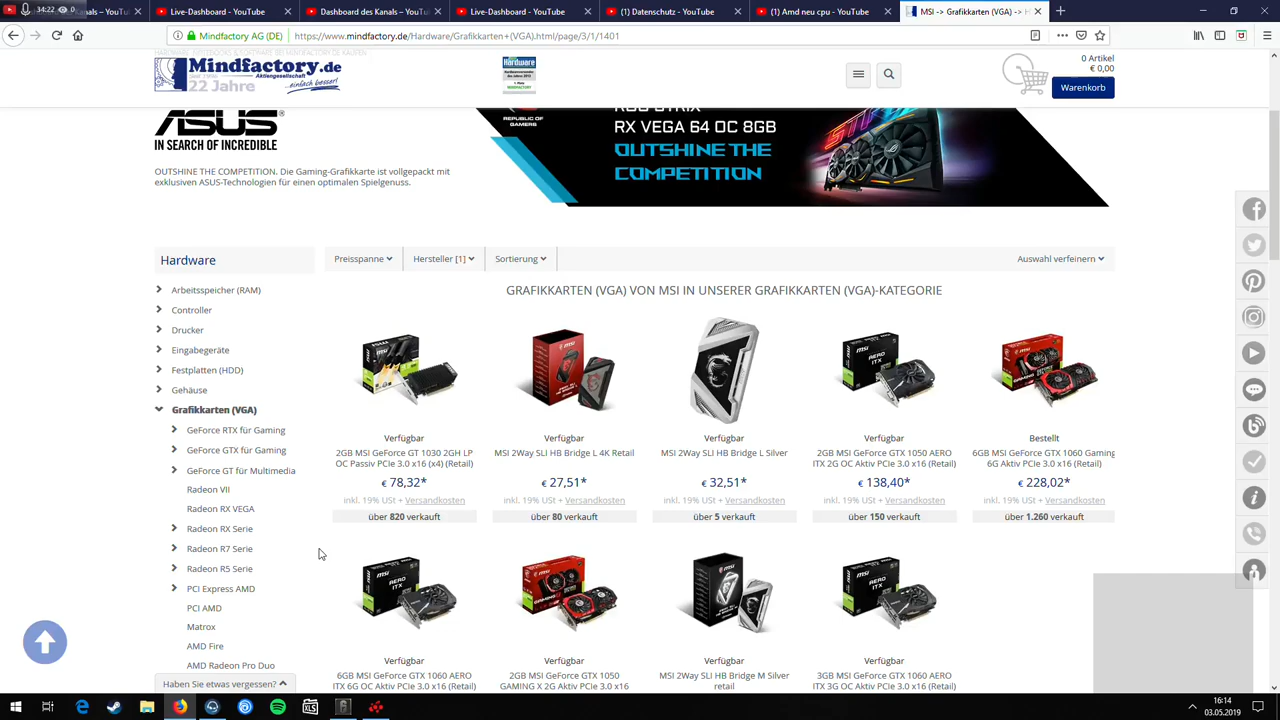 34:22 0
nals - YouTube
Live-Dashboard - YouTube
Dashboard des Kanals – YouTube
Live-Dashboard - YouTube
(1) Datenschutz - YouTube
(1) Amd neu cpu - YouTube
MSI -> Grafikkarten (VGA) -> H
Mindfactory AG (DE)
https://www.mindfactory.de/Hardware/Grafikkarten+(VGA).html/page/3/1/1401
Mindfactory.de
Aktiengesellschaft
22 Jahre
...einfach besser!
Hardware
0 Artikel
€ 0,00
Warenkorb
ASUS
IN SEARCH OF INCREDIBLE
REPUBLIC OF
GAMERS
ROG STRIX
RX VEGA 64 OC 8GB
OUTSHINE THE
COMPETITION
OUTSHINE THE COMPETITION. Die Gaming-Grafikkarte ist vollgepackt mit
exklusiven ASUS-Technologien für einen optimalen Spielgenuss.
Hardware
Preisspanne
Hersteller [1]
Sortierung
Auswahl verfeinern
Arbeitsspeicher (RAM)
Controller
Drucker
Eingabegeräte
Festplatten (HDD)
Gehäuse
Grafikkarten (VGA)
GeForce RTX für Gaming
GeForce GTX für Gaming
GeForce GT für Multimedia
Radeon VII
Radeon RX VEGA
Radeon RX Serie
Radeon R7 Serie
Radeon R5 Serie
PCI Express AMD
PCI AMD
Matrox
AMD Fire
AMD Radeon Pro Duo
Haben Sie etwas vergessen?
GRAFIKKARTEN (VGA) VON MSI IN UNSERER GRAFIKKARTEN (VGA)-KATEGORIE
Verfügbar
2GB MSI GeForce GT 1030 2GH LP
OC Passiv PCIe 3.0 x16 (x4) (Retail)
€ 78,32*
inkl. 19% USt + Versandkosten
über 820 verkauft
Verfügbar
MSI 2Way SLI HB Bridge L 4K Retail
€ 27,51*
inkl. 19% USt + Versandkosten
über 80 verkauft
Verfügbar
MSI 2Way SLI HB Bridge L Silver
€ 32,51*
inkl. 19% USt + Versandkosten
über 5 verkauft
Verfügbar
2GB MSI GeForce GTX 1050 AERO
ITX 2G OC Aktiv PCIe 3.0 x16 (Retail)
€ 138,40*
inkl. 19% USt + Versandkosten
über 150 verkauft
Bestellt
6GB MSI GeForce GTX 1060 Gaming
6G Aktiv PCIe 3.0 x16 (Retail)
€ 228,02*
inkl. 19% USt + Versandkosten
über 1.260 verkauft
Verfügbar
6GB MSI GeForce GTX 1060 AERO
ITX 6G OC Aktiv PCIe 3.0 x16 (Retail)
Verfügbar
2GB MSI GeForce GTX 1050
GAMING X 2G Aktiv PCIe 3.0 x16
Verfügbar
MSI 2Way SLI HB Bridge M Silver
retail
Verfügbar
3GB MSI GeForce GTX 1060 AERO
ITX 3G OC Aktiv PCIe 3.0 x16 (Retail)
16:14
03.05.2019